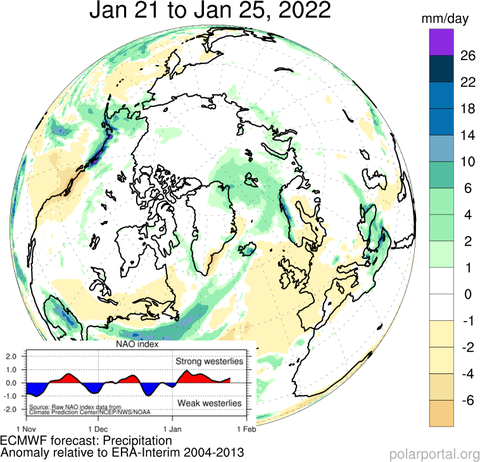 Jan 21 to Jan 25, 2022
mm/day
26
22
18
14
10
6
4
2
1
0
-1
-2
-4
-6
NAO index
2.0
1.0
0.0
-1.0
-2.0
Strong westerlies
Weak westerlies
Source: Raw NAO index data from
Climate Prediction Center/NCEP/NWS/NOAA
1 Nov 1 Dec 1 Jan 1 Feb
ECMWF forecast: Precipitation
Anomaly relative to ERA-Interim 2004-2013
polarportal.org